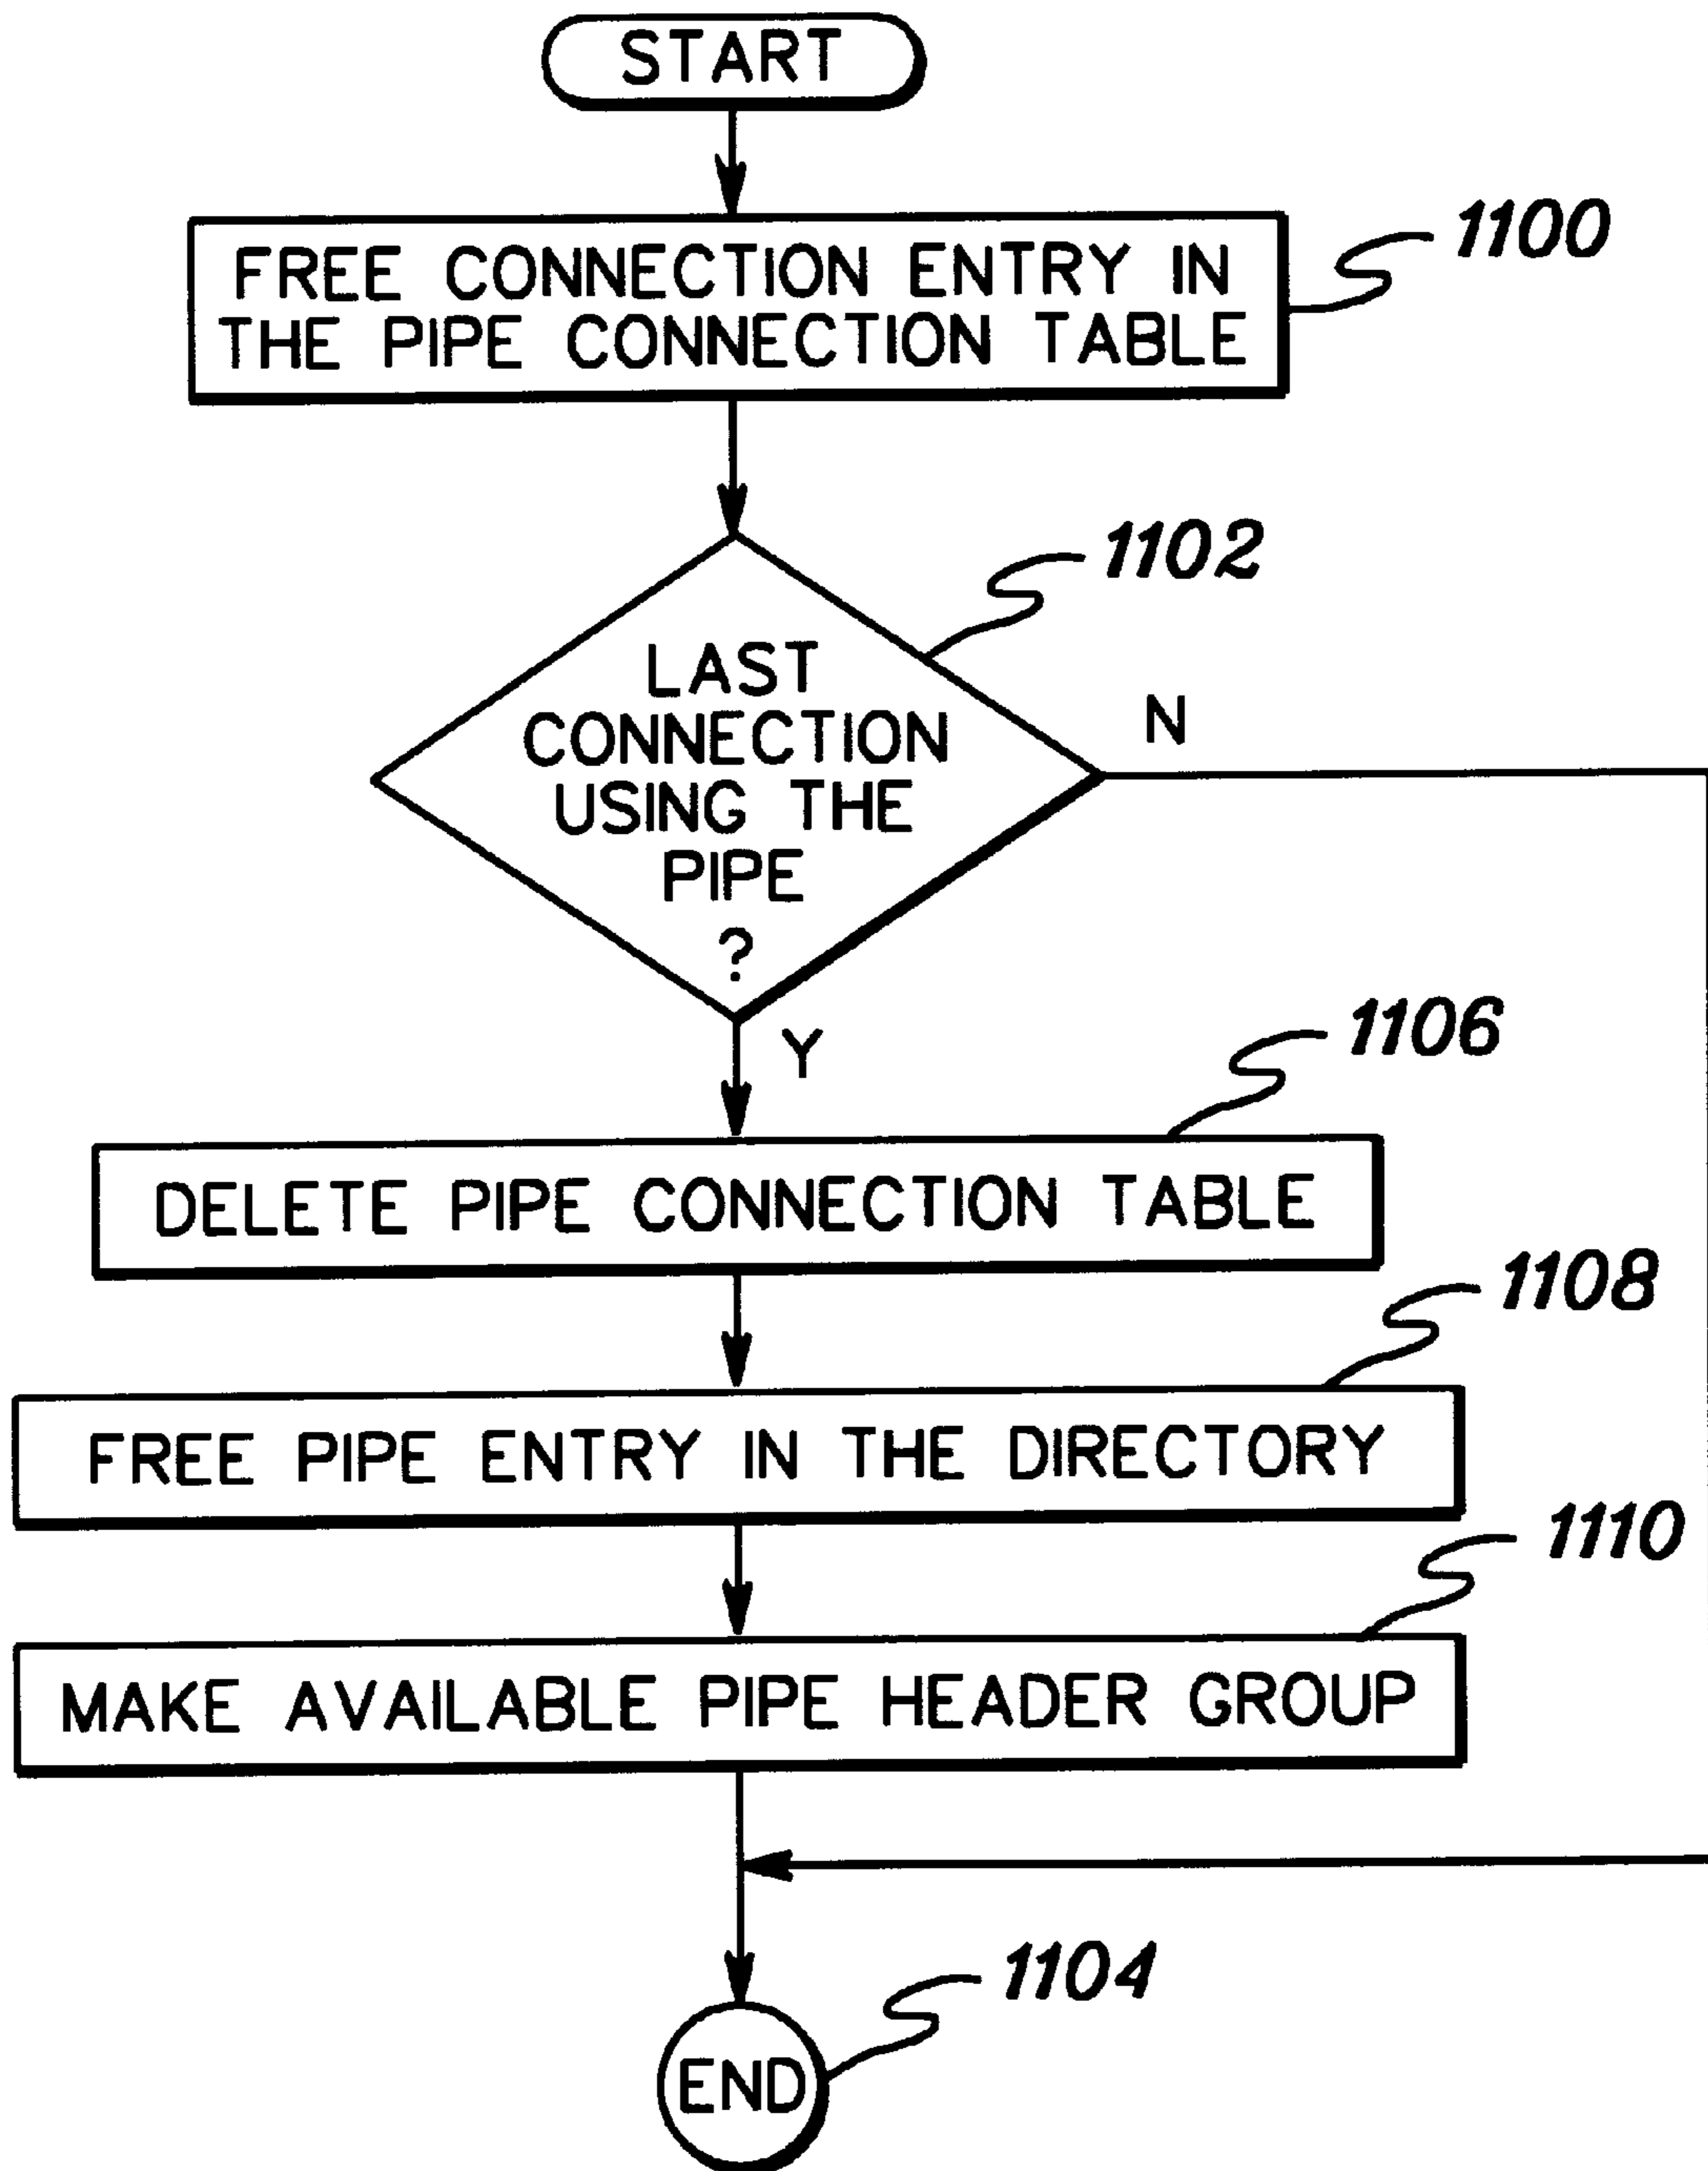 START
FREE CONNECTION ENTRY IN
THE PIPE CONNECTION TABLE
1100
LAST
CONNECTION
USING THE
PIPE
?
1102
N
Y
1106
DELETE PIPE CONNECTION TABLE
1108
FREE PIPE ENTRY IN THE DIRECTORY
1110
MAKE AVAILABLE PIPE HEADER GROUP
1104
END